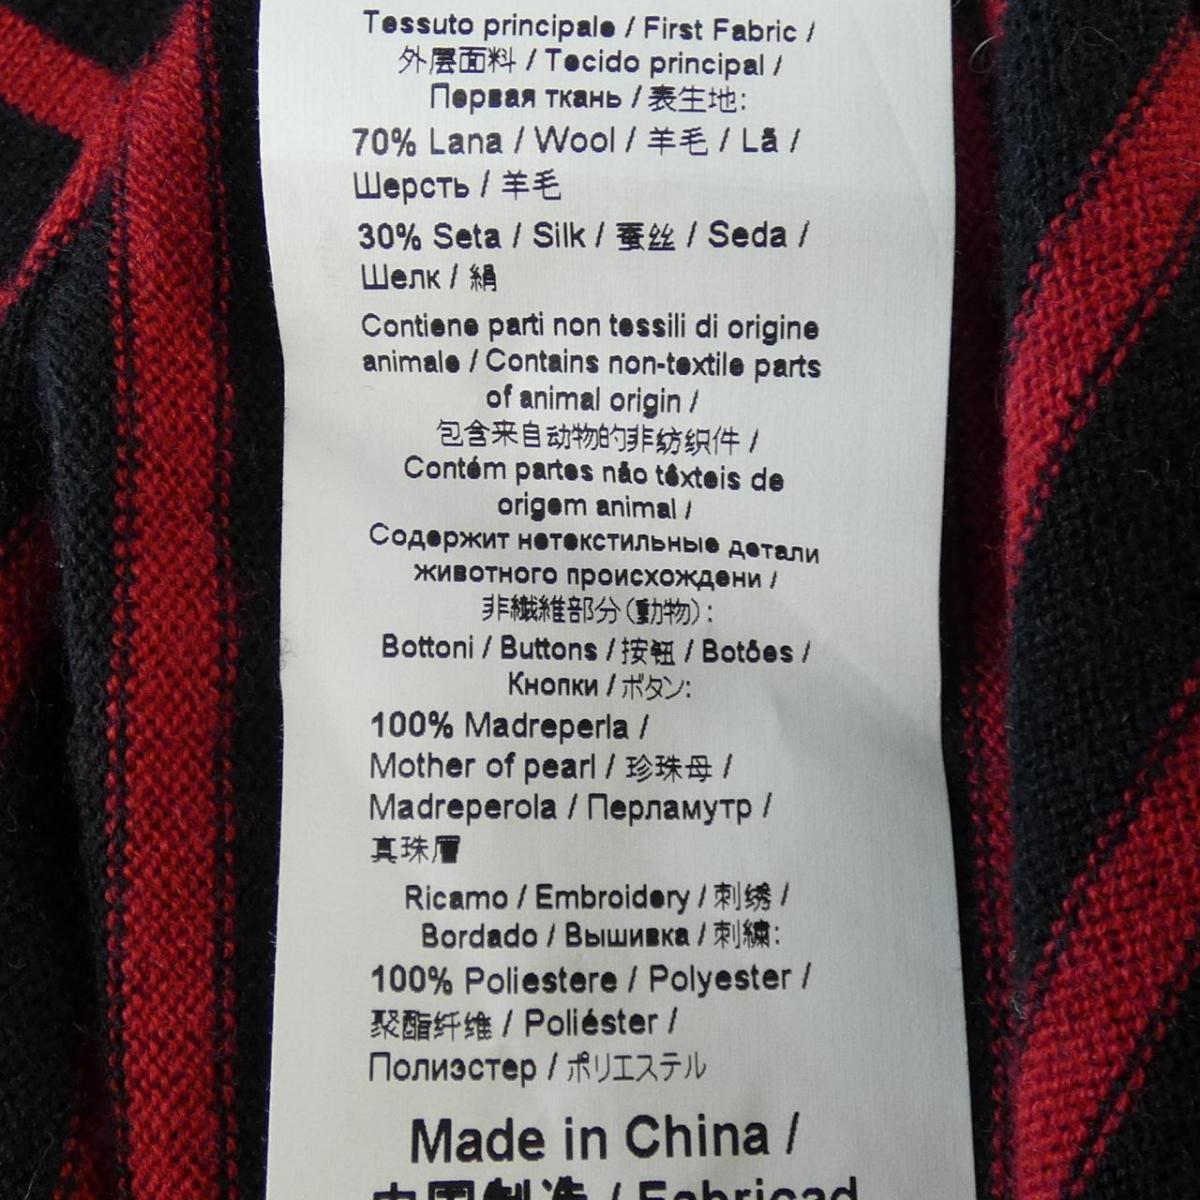 Tessuto principale / First Fabric /
外层面料 / Tecido principal /
Первая ткань / 表生地:
70% Lana / Wool / 羊毛 / Lã /
Шерсть / 羊毛
30% Seta / Silk / 蚕丝 / Seda /
Шелк / 絹
Contiene parti non tessili di origine
animale / Contains non-textile parts
of animal origin /
包含来自动物的非纺织件 /
Contém partes não têxteis de
origem animal /
Содержит нетекстильные детали
животного происхождени /
非繊維部分(動物):
Bottoni / Buttons / 按钮 / Botões /
Кнопки / ボタン:
100% Madreperla /
Mother of pearl / 珍珠母 /
Madreperola / Перламутр /
真珠層
Ricamo / Embroidery / 刺绣 /
Bordado / Вышивка / 刺繍:
100% Poliestere / Polyester /
聚酯纤维 / Poliéster /
Полиэстер / ポリエステル
Made in China /
中国制造 / Fabricad